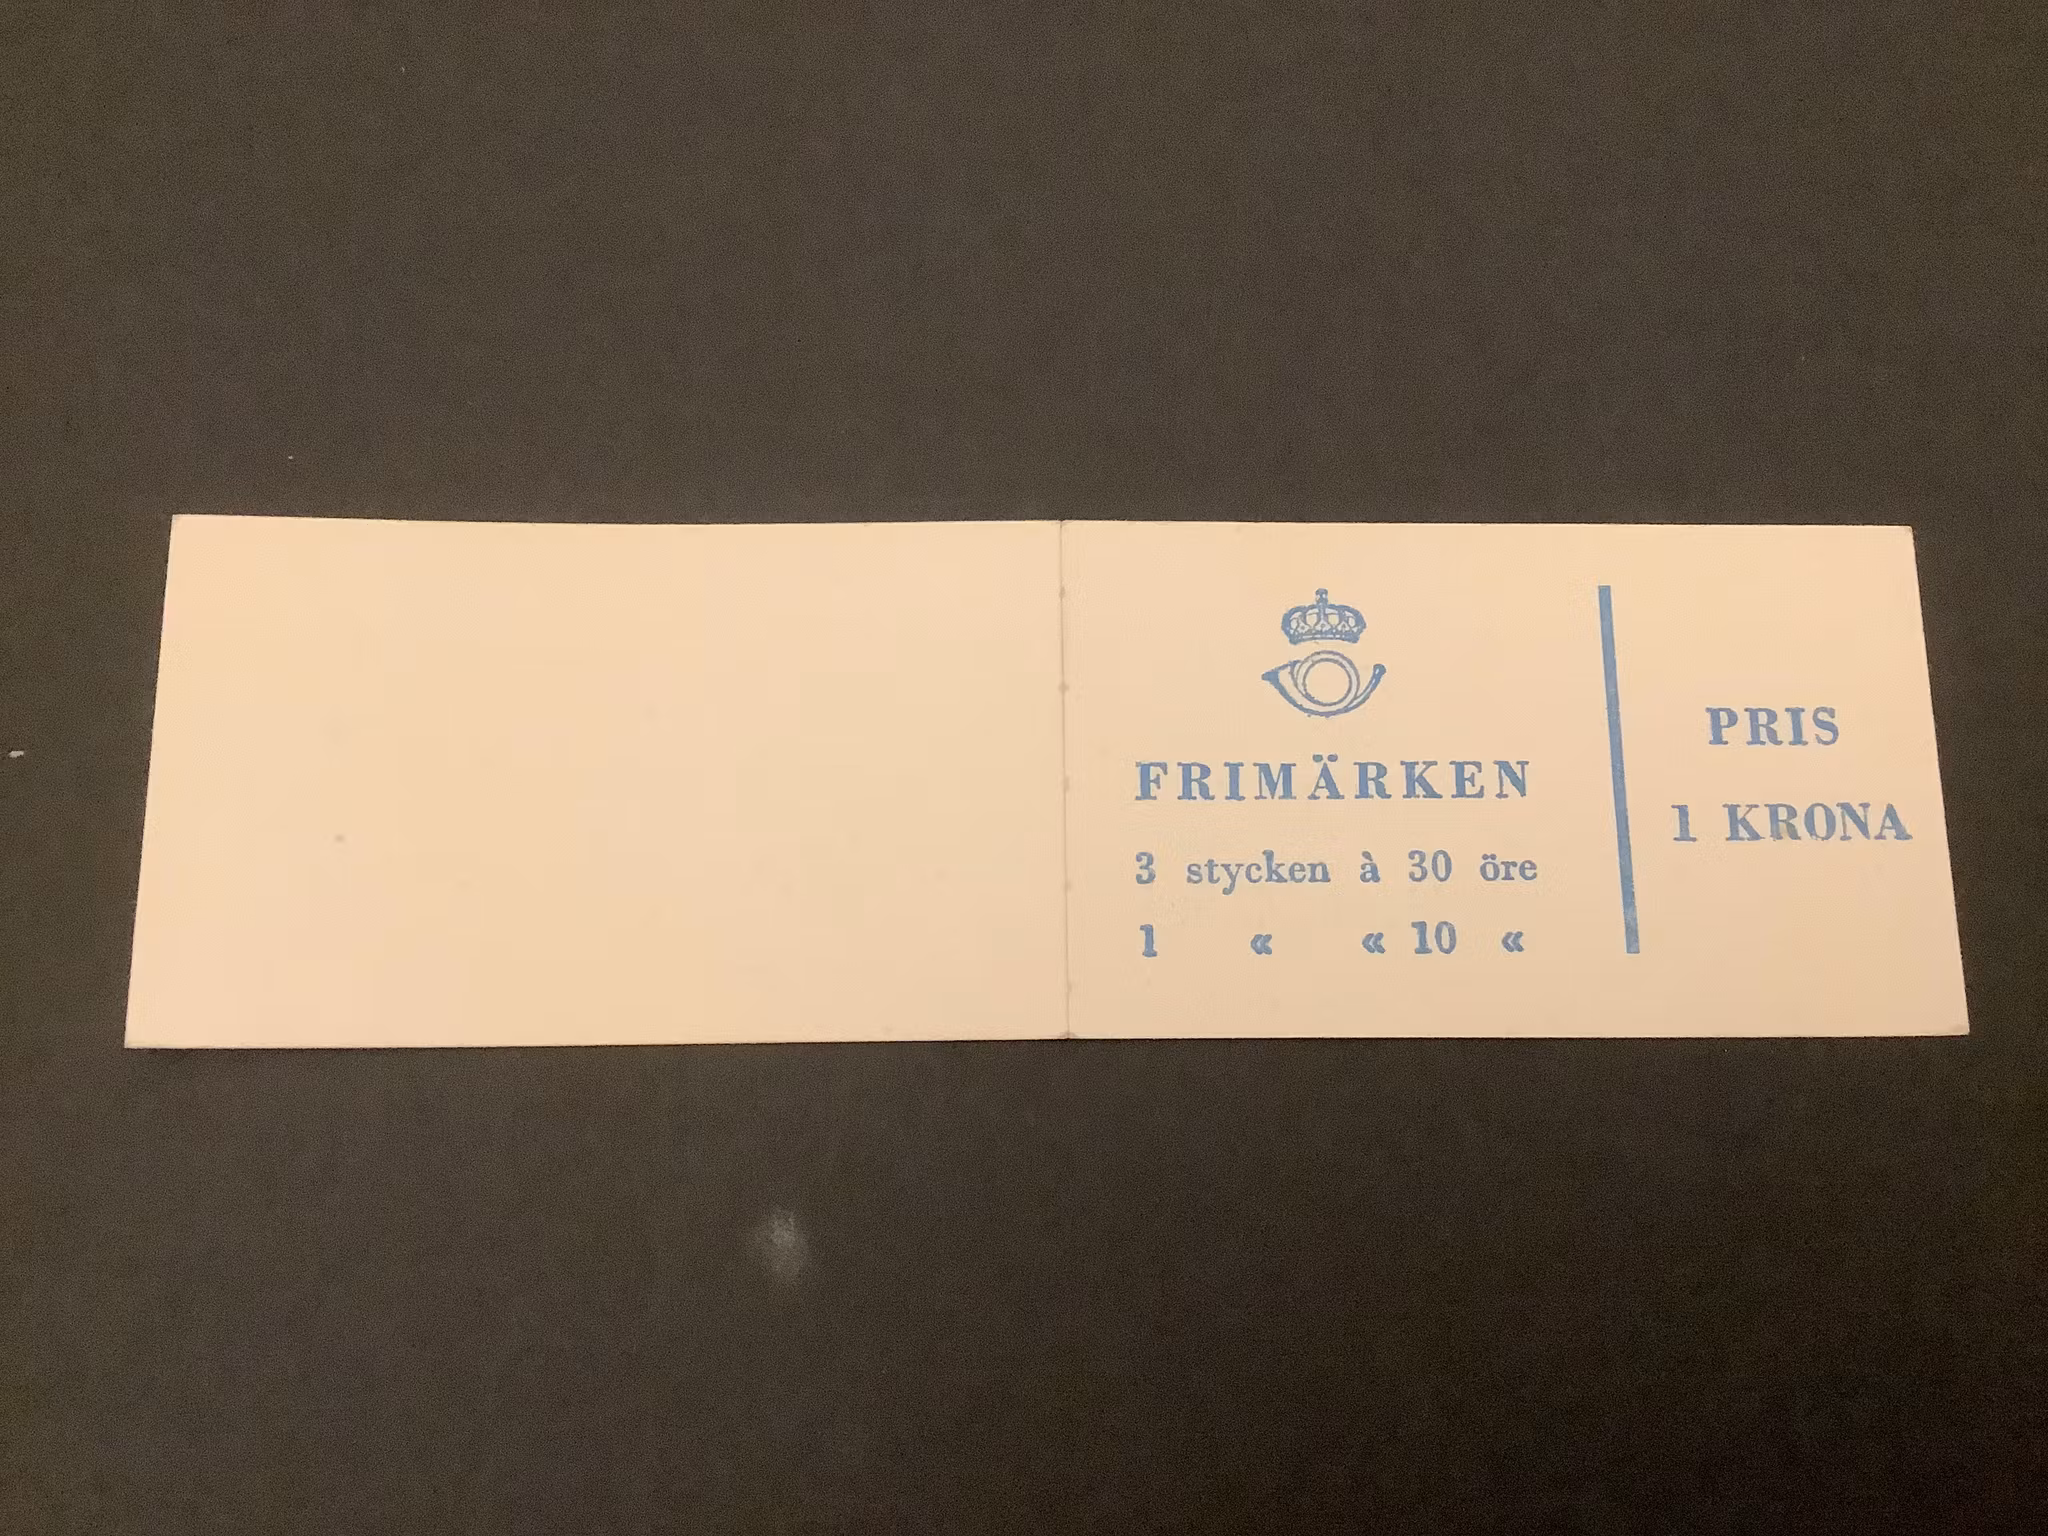 FRIMÄRKEN
3 stycken à 30 öre
1 « « 10 «
PRIS
1 KRONA